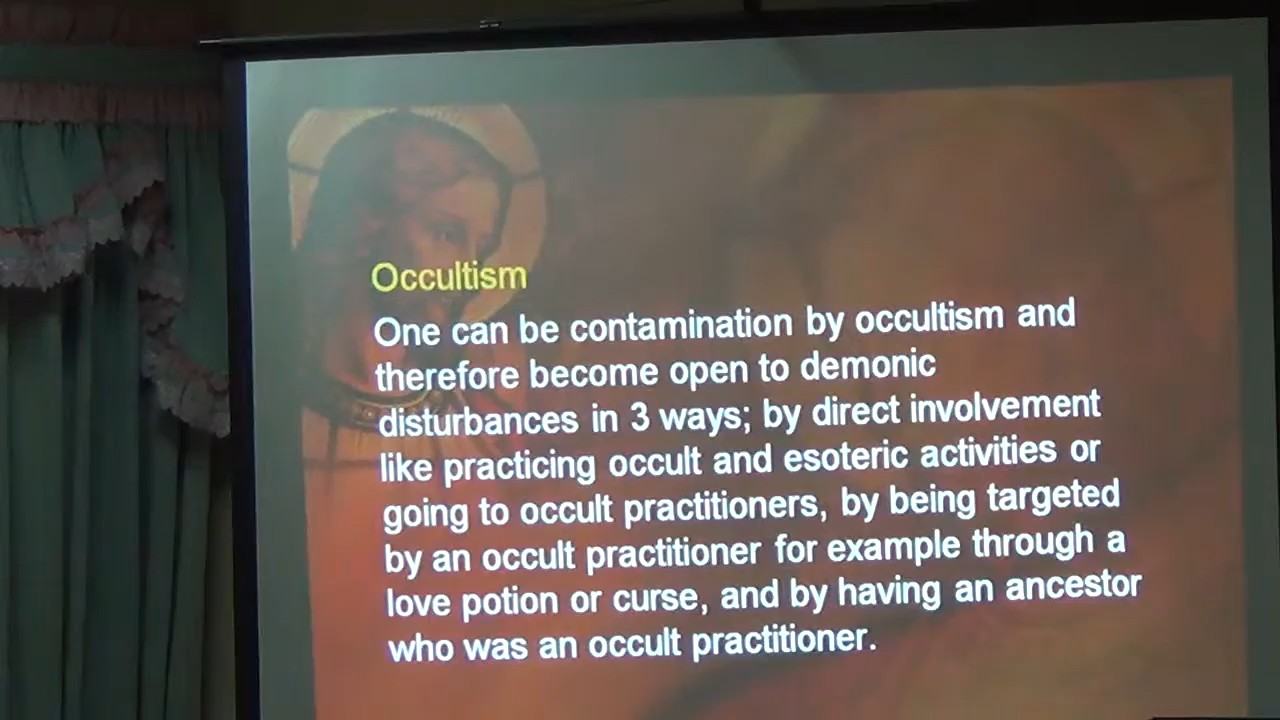 Occultism
One can be contamination by occultism and
therefore become open to demonic
disturbances in 3 ways; by direct involvement
like practicing occult and esoteric activities or
going to occult practitioners, by being targeted
by an occult practitioner for example through a
love potion or curse, and by having an ancestor
who was an occult practitioner.